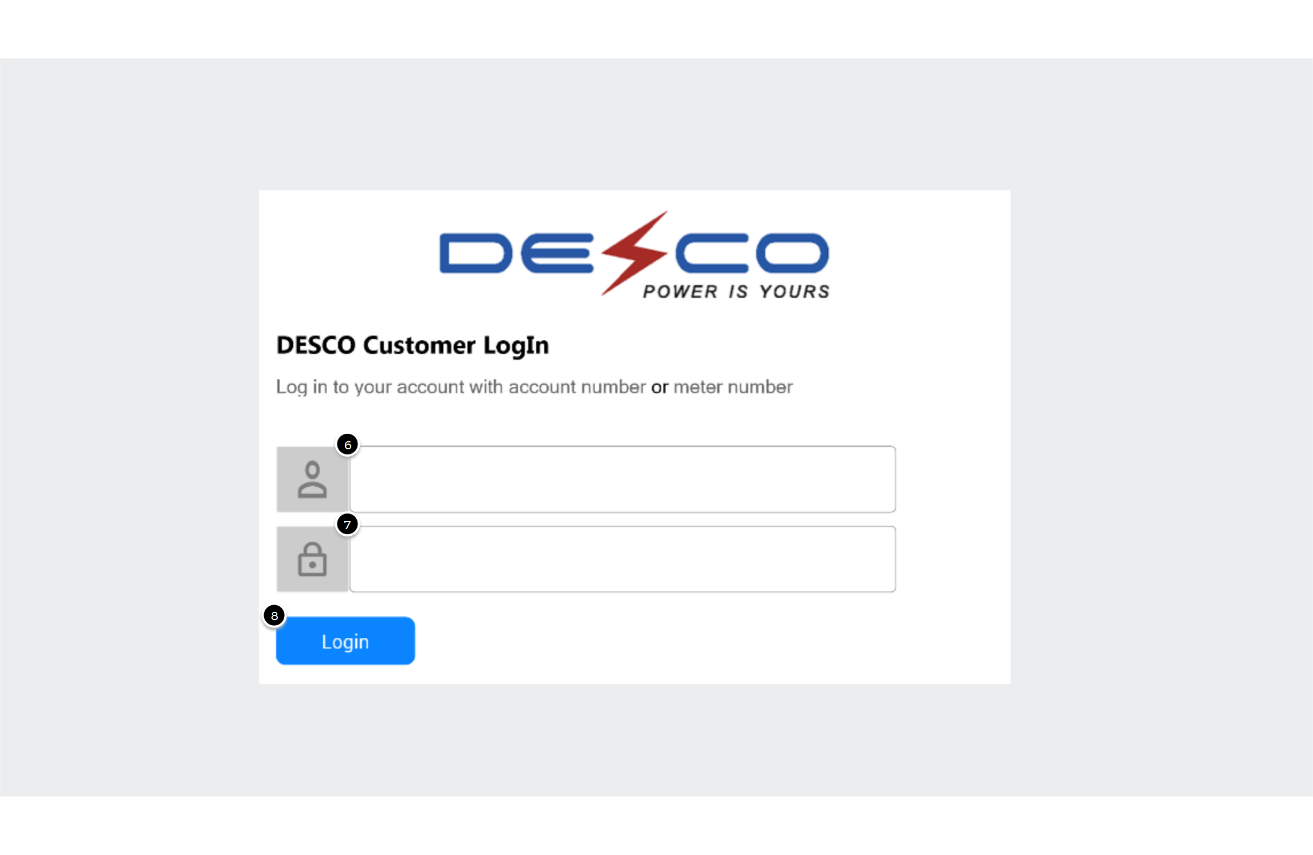 DESCO
POWER IS YOURS
DESCO Customer LogIn
Log in to your account with account number or meter number
6
7
8
Login